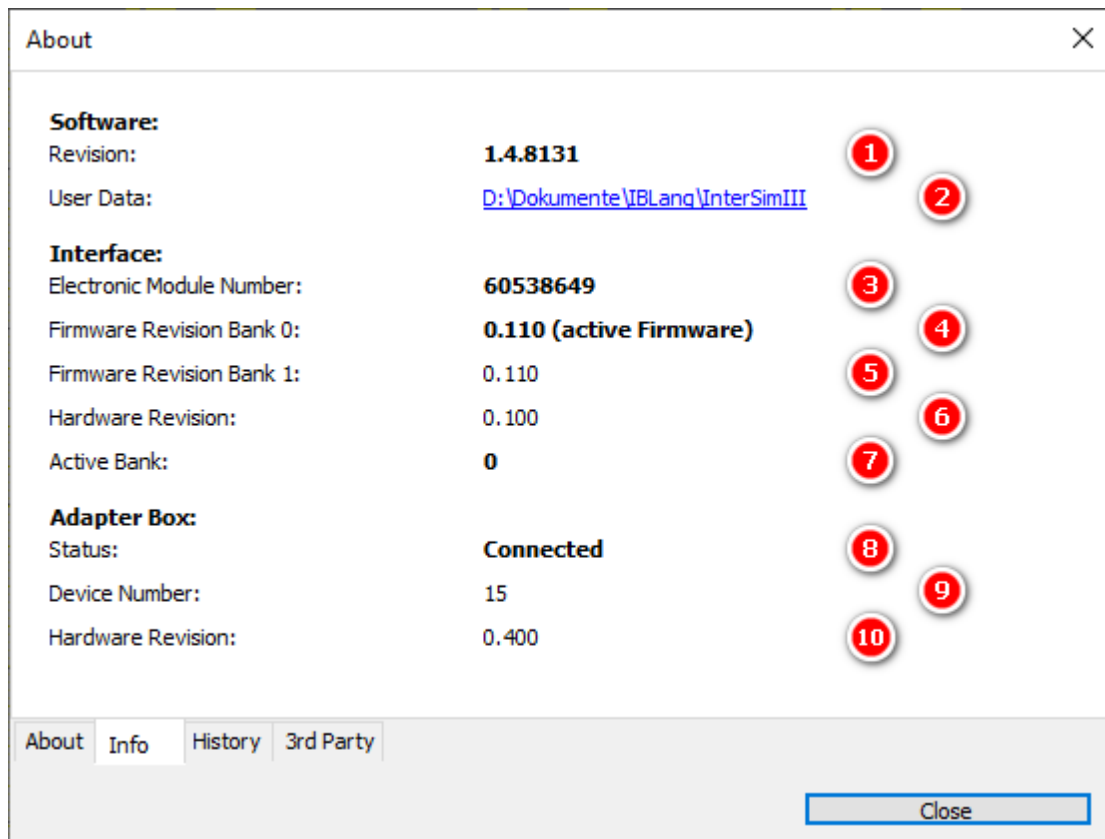 About
Software:
Revision: 1.4.8131 1
User Data: D:\Dokumente\IBLang\InterSimIII 2
Interface:
Electronic Module Number: 60538649 3
Firmware Revision Bank 0: 0.110 (active Firmware) 4
Firmware Revision Bank 1: 0.110 5
Hardware Revision: 0.100 6
Active Bank: 0 7
Adapter Box:
Status: Connected 8
Device Number: 15 9
Hardware Revision: 0.400 10
About Info History 3rd Party
Close